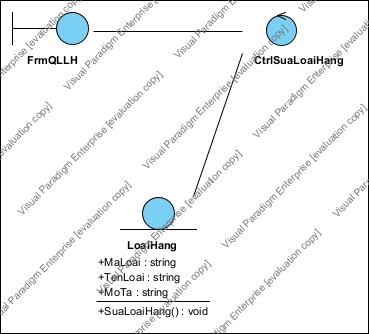 FrmQLLH
CtrlSuaLoaiHang
LoaiHang
+MaLoai : string
+TenLoai : string
+MoTa : string
+SuaLoaiHang() : void
Visual Paradigm Enterprise [evaluation copy]